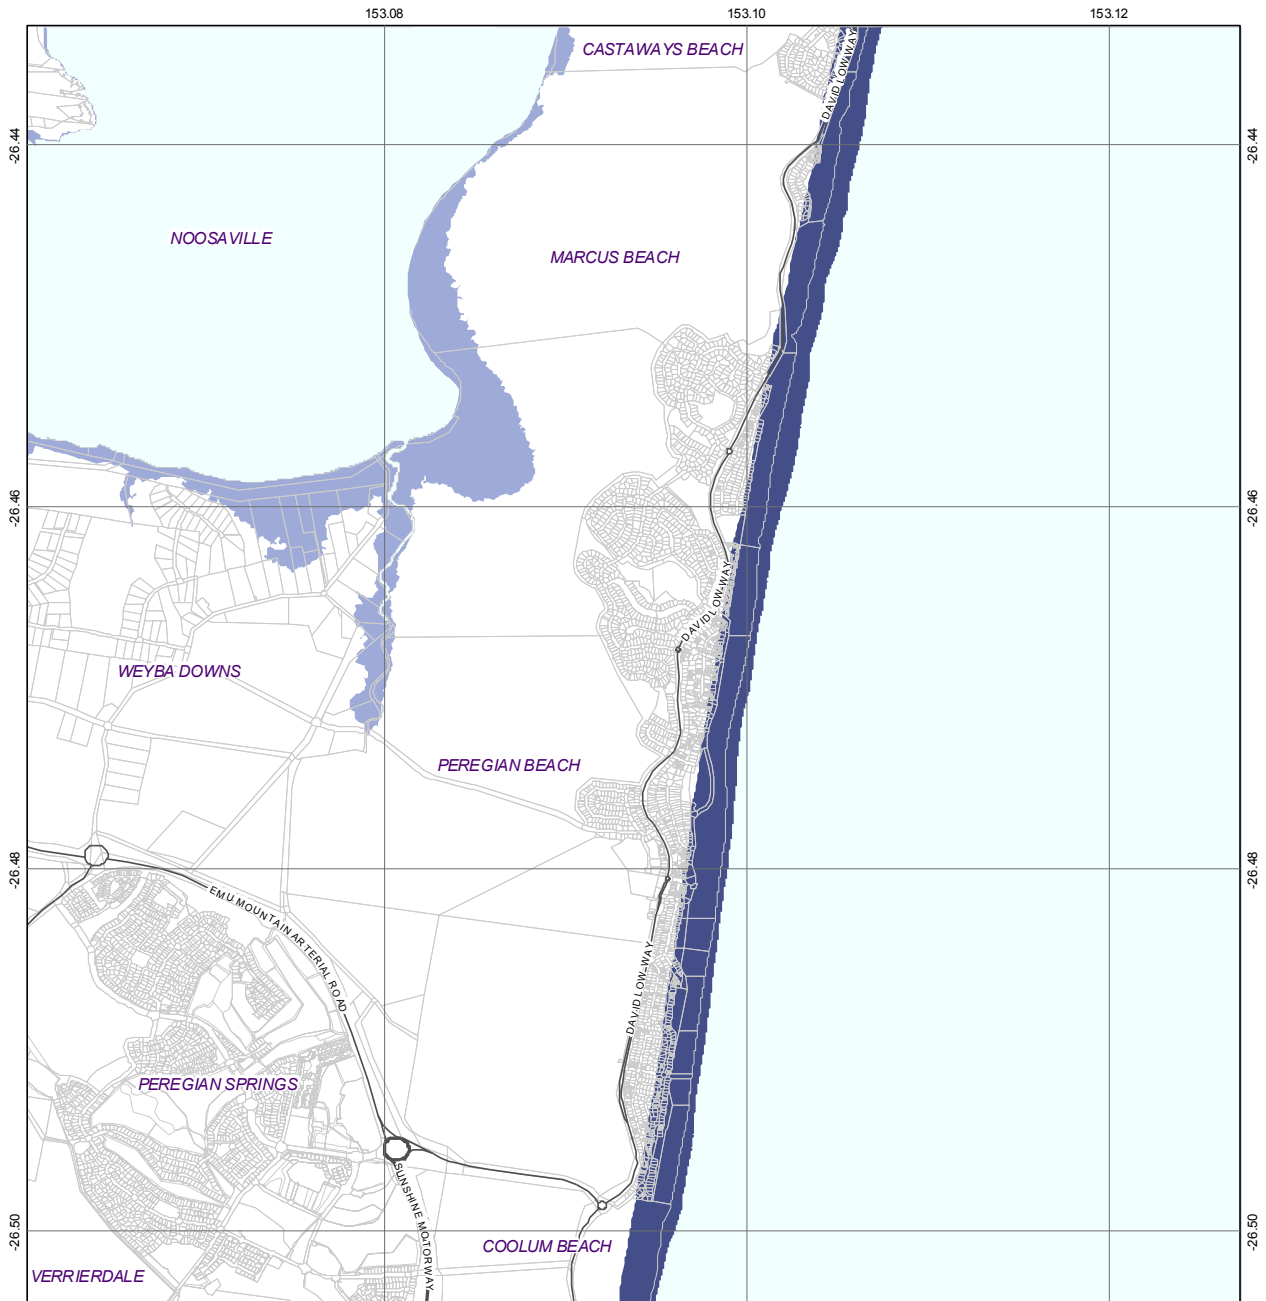 153.08
153.10
153.12
CASTAWAYS BEACH
DAVID LOW WAY
-26.44
-26.44
NOOSAVILLE
MARCUS BEACH
-26.46
-26.46
DAVID LOW WAY
WEYBA DOWNS
PEREGIAN BEACH
-26.48
-26.48
EMU MOUNTAIN ARTERIAL ROAD
DAVID LOW WAY
PEREGIAN SPRINGS
SUNSHINE MOTORWAY
-26.50
-26.50
COOLUM BEACH
VERRIERDALE